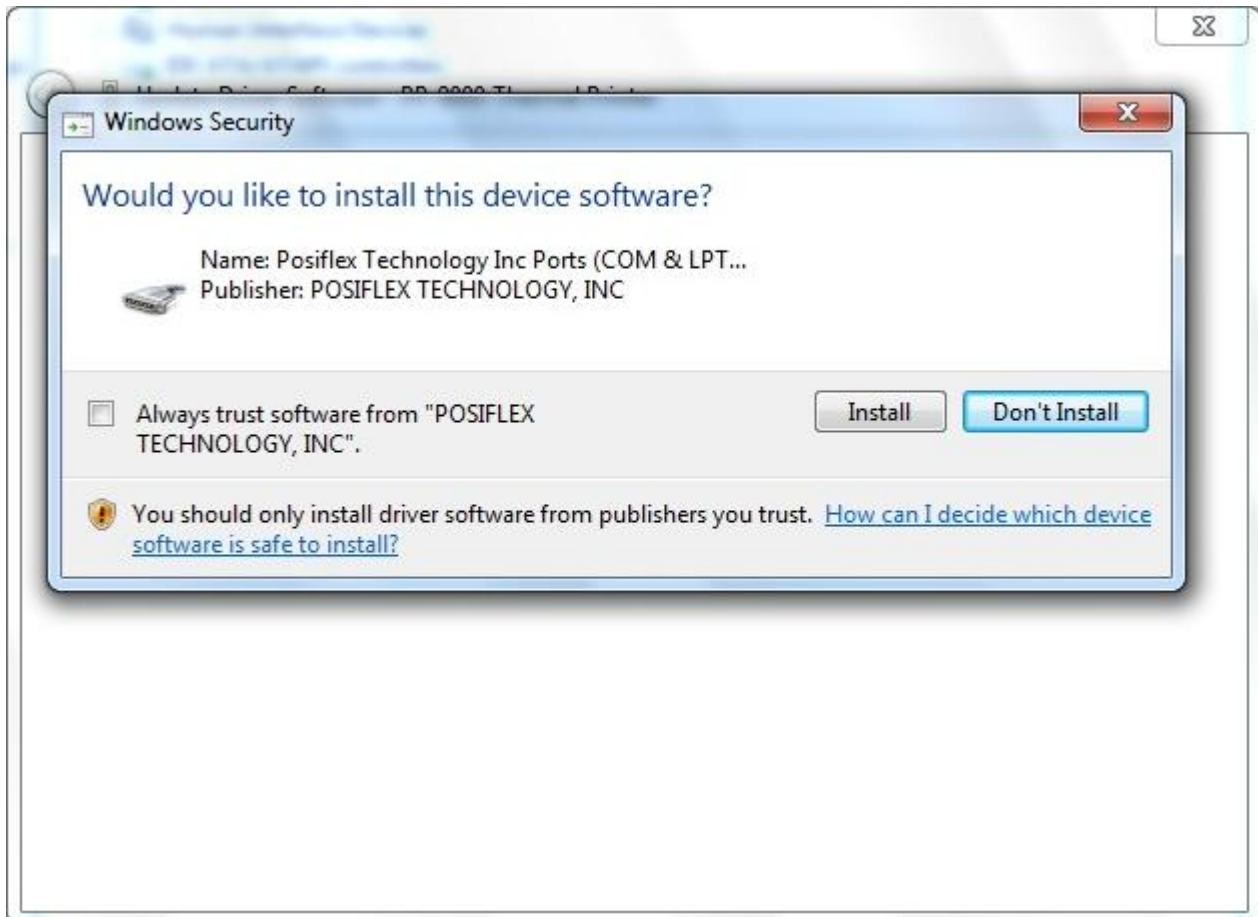 Windows Security
Would you like to install this device software?
Name: Posiflex Technology Inc Ports (COM & LPT...
Publisher: POSIFLEX TECHNOLOGY, INC
Always trust software from "POSIFLEX
TECHNOLOGY, INC".
Install
Don't Install
You should only install driver software from publishers you trust. How can I decide which device
software is safe to install?